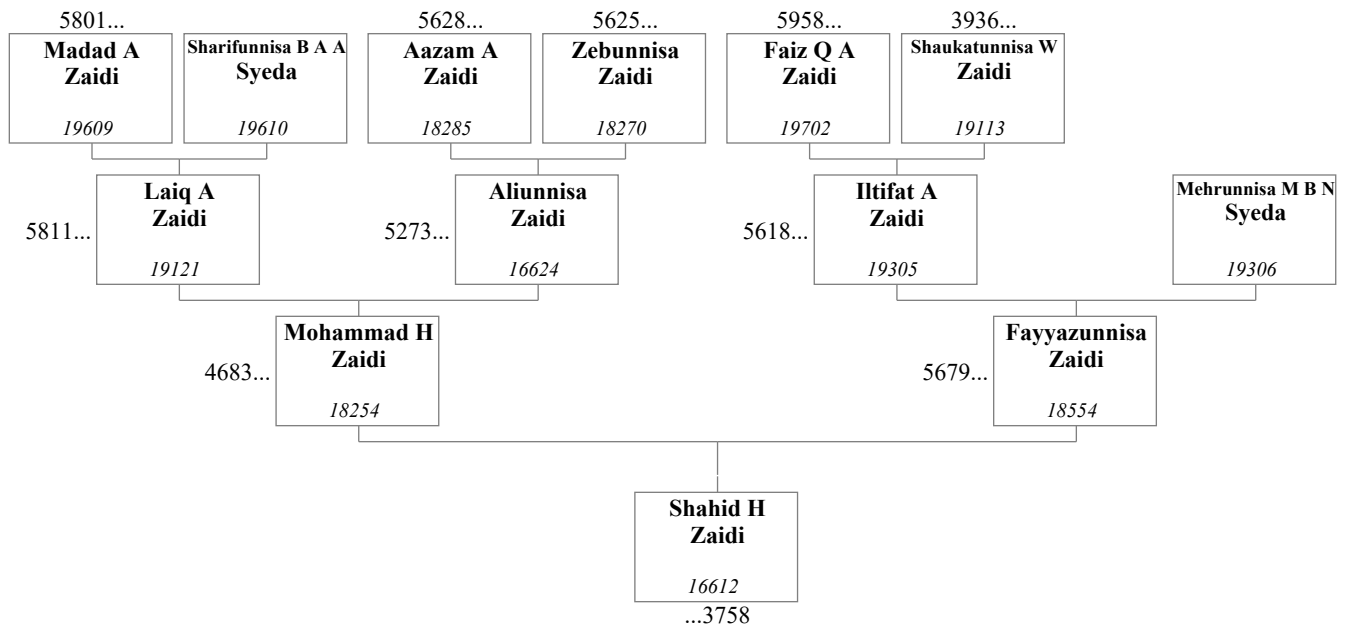 5801... 5628... 5625... 5958... 3936...
Madad A Sharifunnisa B A A Aazam A Zebunnisa Faiz Q A Shaukatunnisa W
Zaidi Syeda Zaidi Zaidi Zaidi Zaidi
19609 19610 18285 18270 19702 19113
Laiq A Aliunnisa Iltifat A Mehrunnisa M B N
Zaidi Zaidi Zaidi Syeda
5811... 5273... 5618...
19121 16624 19305 19306
Mohammad H Fayyazunnisa
Zaidi Zaidi
4683... 5679...
18254 18554
Shahid H
Zaidi
16612
...3758